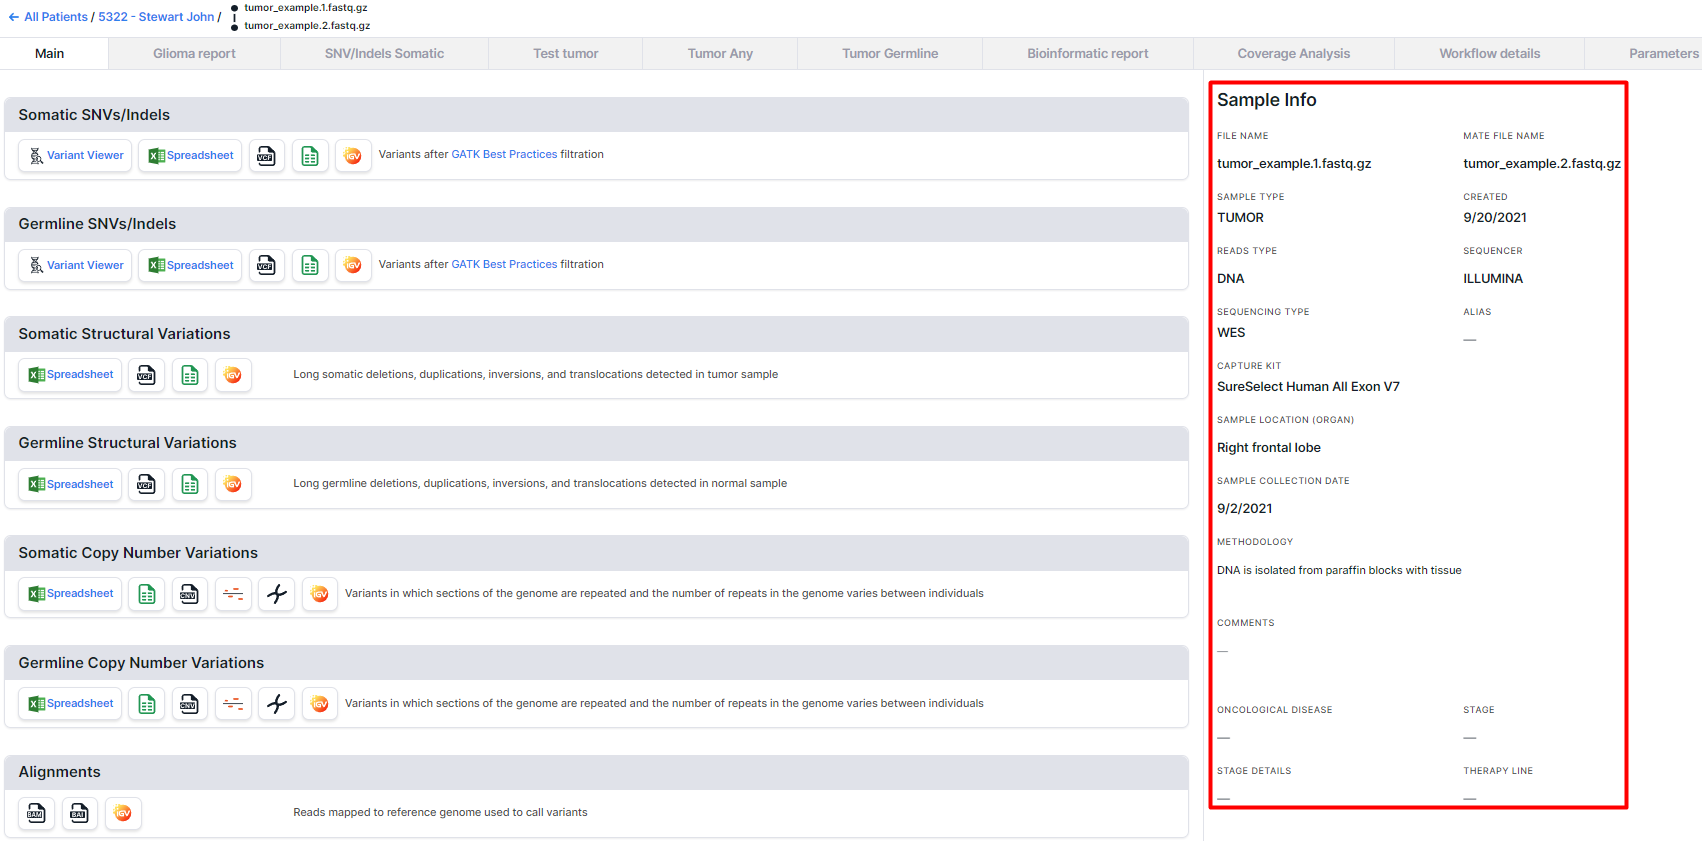 ← All Patients / 5322 - Stewart John /
tumor_example.1.fastq.gz
tumor_example.2.fastq.gz
Main Glioma report SNV/Indels Somatic Test tumor Tumor Any Tumor Germline Bioinformatic report Coverage Analysis Workflow details Parameters
Somatic SNVs/Indels
Variant Viewer Spreadsheet VCF IGV Variants after GATK Best Practices filtration
Germline SNVs/Indels
Variant Viewer Spreadsheet VCF IGV Variants after GATK Best Practices filtration
Somatic Structural Variations
Spreadsheet VCF IGV Long somatic deletions, duplications, inversions, and translocations detected in tumor sample
Germline Structural Variations
Spreadsheet VCF IGV Long germline deletions, duplications, inversions, and translocations detected in normal sample
Somatic Copy Number Variations
Spreadsheet CNV IGV Variants in which sections of the genome are repeated and the number of repeats in the genome varies between individuals
Germline Copy Number Variations
Spreadsheet CNV IGV Variants in which sections of the genome are repeated and the number of repeats in the genome varies between individuals
Alignments
BAM BAI IGV Reads mapped to reference genome used to call variants
Sample Info
FILE NAME MATE FILE NAME
tumor_example.1.fastq.gz tumor_example.2.fastq.gz
SAMPLE TYPE CREATED
TUMOR 9/20/2021
READS TYPE SEQUENCER
DNA ILLUMINA
SEQUENCING TYPE ALIAS
WES —
CAPTURE KIT
SureSelect Human All Exon V7
SAMPLE LOCATION (ORGAN)
Right frontal lobe
SAMPLE COLLECTION DATE
9/2/2021
METHODOLOGY
DNA is isolated from paraffin blocks with tissue
COMMENTS
—
ONCOLOGICAL DISEASE STAGE
— —
STAGE DETAILS THERAPY LINE
— —